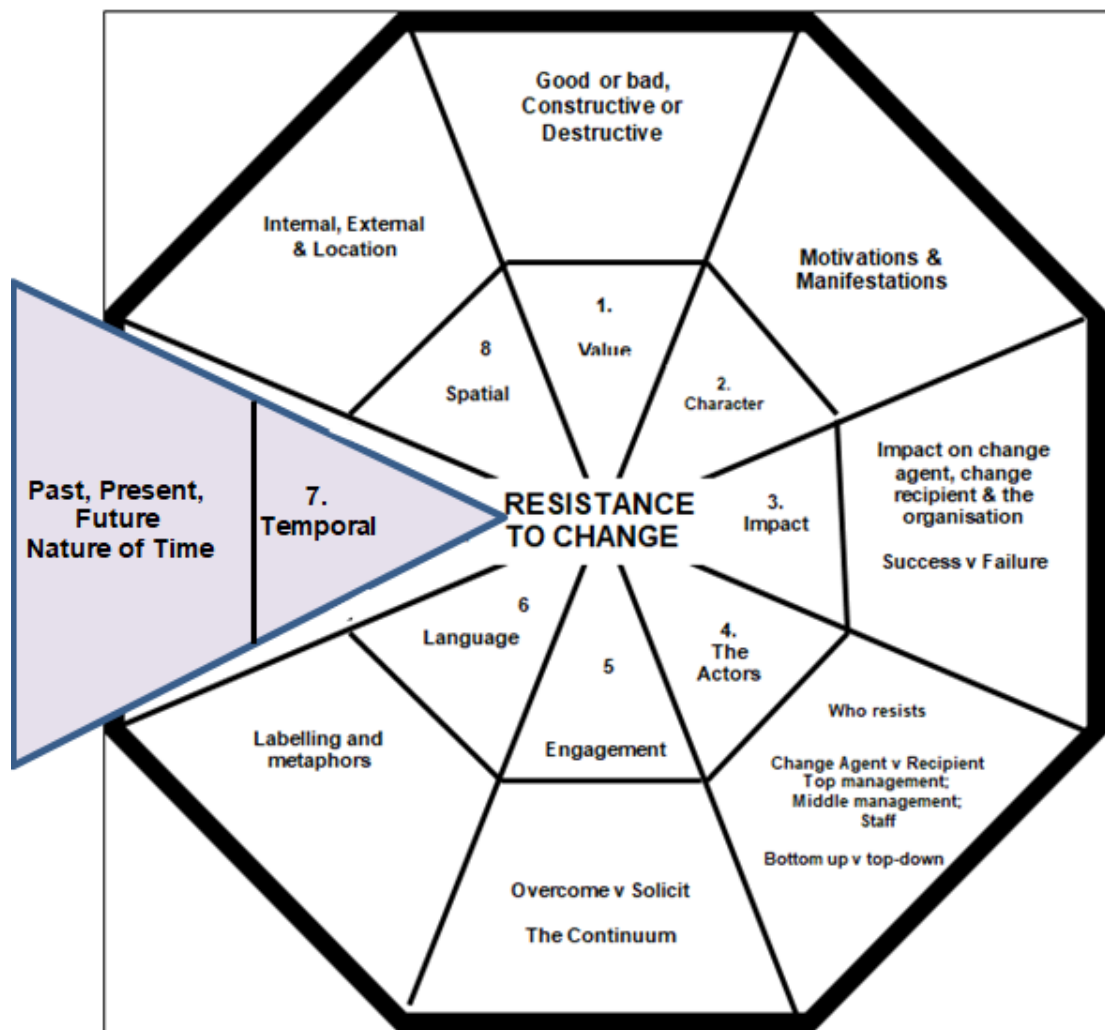 Good or bad,
Constructive or
Destructive
Internal, External
& Location
Motivations &
Manifestations
1.
Value
8
Spatial
2.
Character
Impact on change
agent, change
recipient & the
organisation
Success v Failure
3.
Impact
RESISTANCE
TO CHANGE
7.
Temporal
Past, Present,
Future
Nature of Time
6
Language
5
Engagement
4.
The
Actors
Labelling and
metaphors
Who resists
Change Agent v Recipient
Top management;
Middle management;
Staff
Bottom up v top-down
Overcome v Solicit
The Continuum